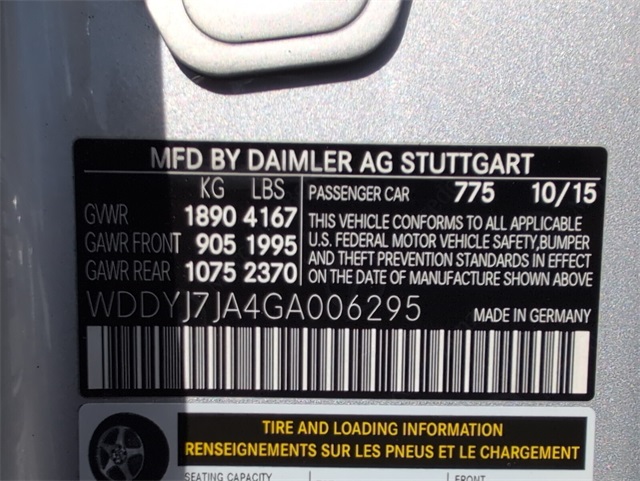 MFD BY DAIMLER AG STUTTGART
KG LBS
GVWR 1890 4167
GAWR FRONT 905 1995
GAWR REAR 1075 2370
PASSENGER CAR 775 10/15
THIS VEHICLE CONFORMS TO ALL APPLICABLE
U.S. FEDERAL MOTOR VEHICLE SAFETY,BUMPER
AND THEFT PREVENTION STANDARDS IN EFFECT
ON THE DATE OF MANUFACTURE SHOWN ABOVE
WDDYJ7JA4GA006295 MADE IN GERMANY
TIRE AND LOADING INFORMATION
RENSEIGNEMENTS SUR LES PNEUS ET LE CHARGEMENT
SEATING CAPACITY FRONT